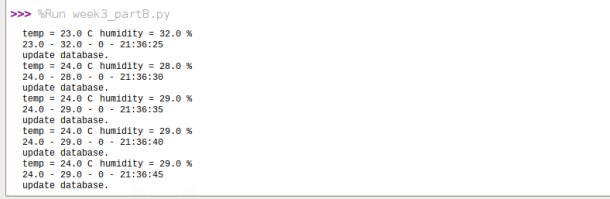 >>> %Run week3_partB.py
temp = 23.0 C humidity = 32.0 %
23.0 - 32.0 - 0 - 21:36:25
update database.
temp = 24.0 C humidity = 28.0 %
24.0 - 28.0 - 0 - 21:36:30
update database.
temp = 24.0 C humidity = 29.0 %
24.0 - 29.0 - 0 - 21:36:35
update database.
temp = 24.0 C humidity = 29.0 %
24.0 - 29.0 - 0 - 21:36:40
update database.
temp = 24.0 C humidity = 29.0 %
24.0 - 29.0 - 0 - 21:36:45
update database.